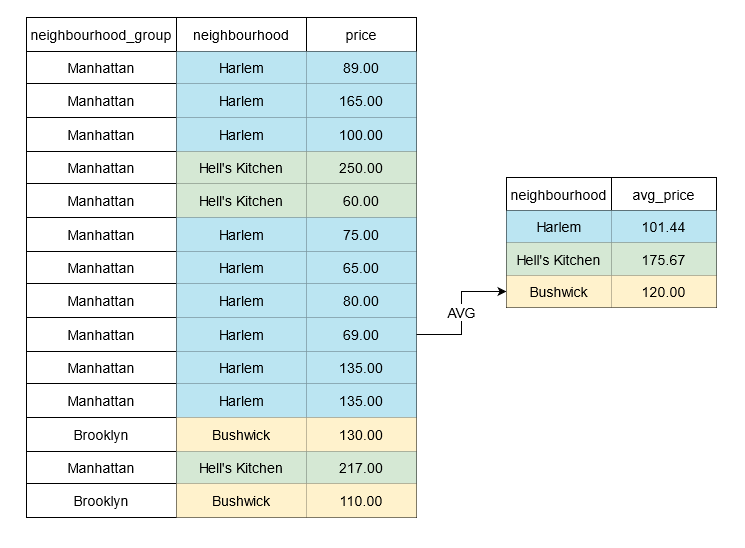 neighbourhood_group neighbourhood price
Manhattan Harlem 89.00
Manhattan Harlem 165.00
Manhattan Harlem 100.00
Manhattan Hell's Kitchen 250.00
Manhattan Hell's Kitchen 60.00
Manhattan Harlem 75.00
Manhattan Harlem 65.00
Manhattan Harlem 80.00
Manhattan Harlem 69.00
Manhattan Harlem 135.00
Manhattan Harlem 135.00
Brooklyn Bushwick 130.00
Manhattan Hell's Kitchen 217.00
Brooklyn Bushwick 110.00
AVG
neighbourhood avg_price
Harlem 101.44
Hell's Kitchen 175.67
Bushwick 120.00